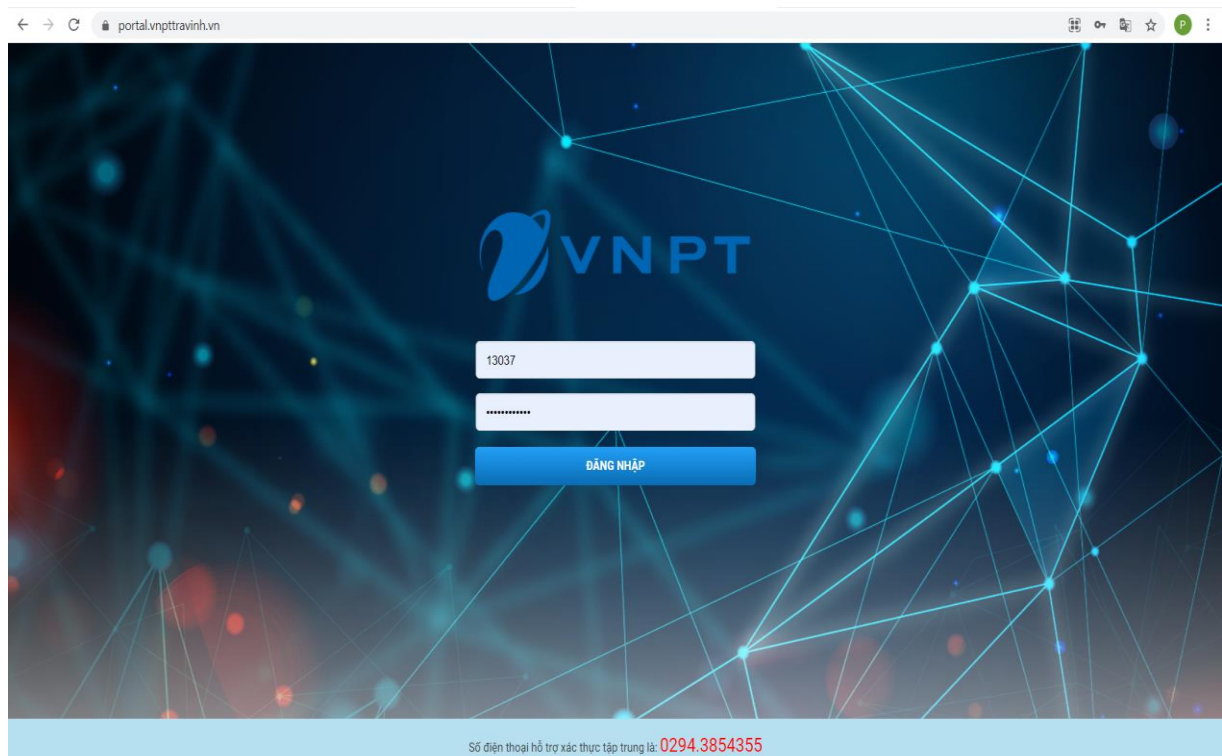 portal.vnpttravinh.vn
P
VNPT
13037
••••••••••••
ĐĂNG NHẬP
Số điện thoại hỗ trợ xác thực tập trung là: 0294.3854355